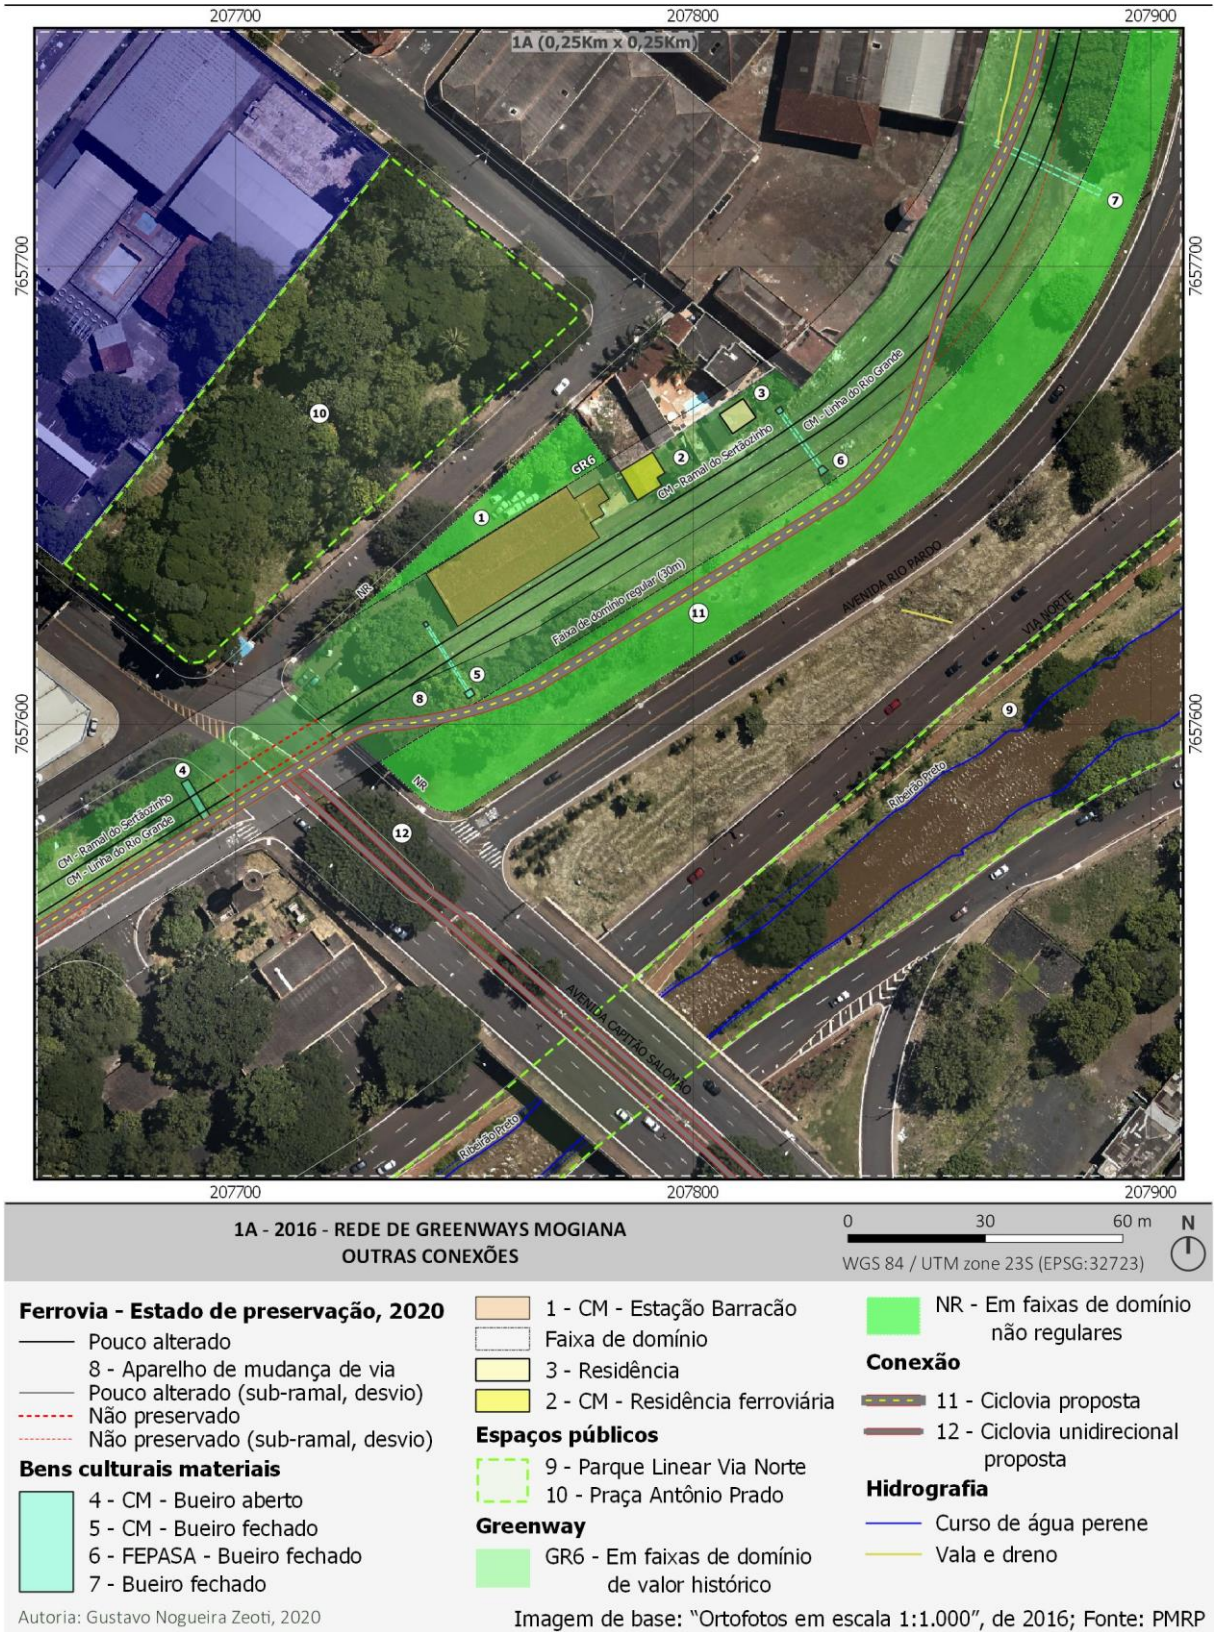 207700
207800
207900
1A (0,25Km x 0,25Km)
7
7657700
7657700
10
3
CM - Linha do Rio Grande
2
CM - Ramal do Sertãozinho
6
GR6
1
NR
Faixa de domínio regular (30m)
11
AVENIDA RIO PARDO
VIA NORTE
5
8
9
7657600
7657600
4
NR
Ribeirão Preto
CM - Ramal do Sertãozinho
CM - Linha do Rio Grande
12
AVENIDA CAPITÃO SALOMÃO
Ribeirão Preto
207700
207800
207900
1A - 2016 - REDE DE GREENWAYS MOGIANA
OUTRAS CONEXÕES
0 30 60 m
N
WGS 84 / UTM zone 23S (EPSG:32723)
Ferrovia - Estado de preservação, 2020
Pouco alterado
8 - Aparelho de mudança de via
Pouco alterado (sub-ramal, desvio)
Não preservado
Não preservado (sub-ramal, desvio)
Bens culturais materiais
4 - CM - Bueiro aberto
5 - CM - Bueiro fechado
6 - FEPASA - Bueiro fechado
7 - Bueiro fechado
1 - CM - Estação Barracão
Faixa de domínio
3 - Residência
2 - CM - Residência ferroviária
Espaços públicos
9 - Parque Linear Via Norte
10 - Praça Antônio Prado
Greenway
GR6 - Em faixas de domínio
de valor histórico
NR - Em faixas de domínio
não regulares
Conexão
11 - Ciclovia proposta
12 - Ciclovia unidirecional
proposta
Hidrografia
Curso de água perene
Vala e dreno
Autoria: Gustavo Nogueira Zeoti, 2020
Imagem de base: "Ortofotos em escala 1:1.000", de 2016; Fonte: PMRP